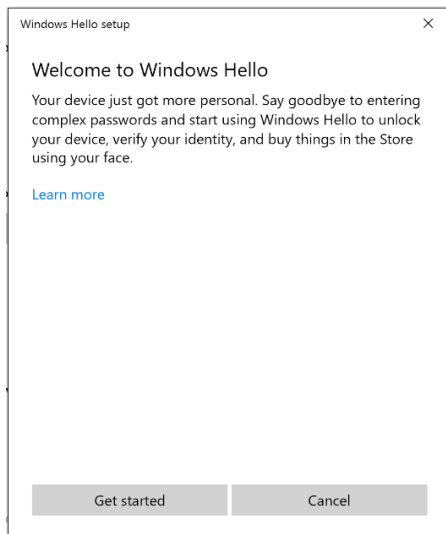 Windows Hello setup
Welcome to Windows Hello
Your device just got more personal. Say goodbye to entering
complex passwords and start using Windows Hello to unlock
your device, verify your identity, and buy things in the Store
using your face.
Learn more
Get started
Cancel